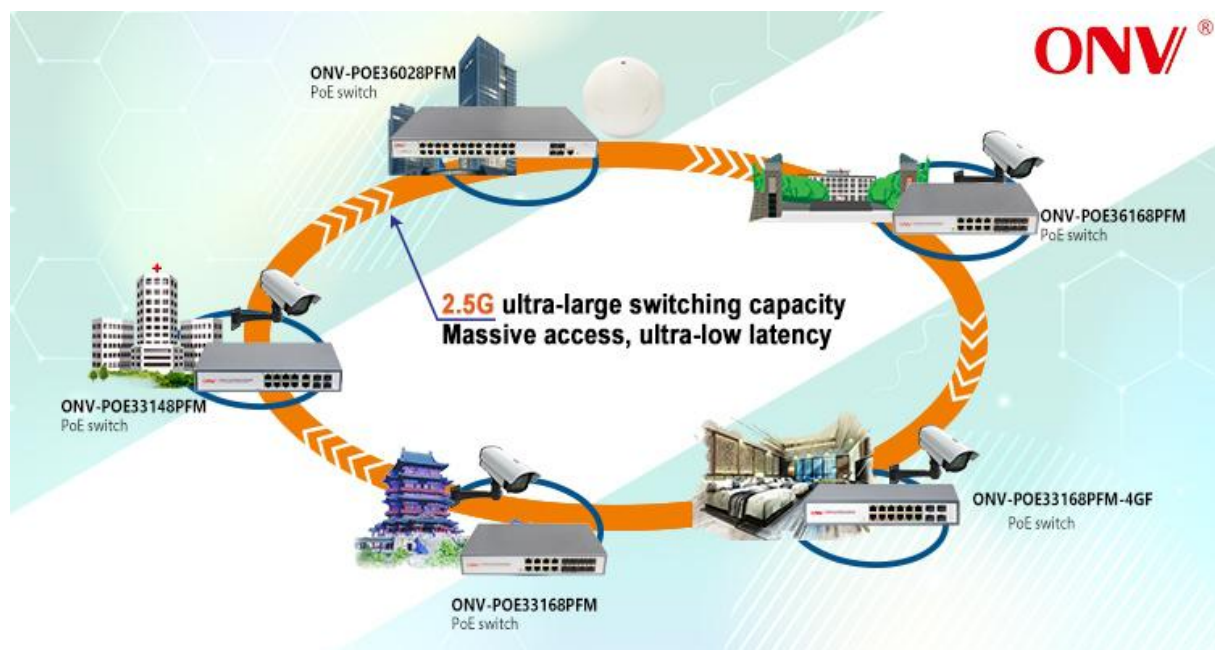 ONV®
ONV-POE36028PFM
PoE switch
ONV-POE36168PFM
PoE switch
2.5G ultra-large switching capacity
Massive access, ultra-low latency
ONV-POE33148PFM
PoE switch
ONV-POE33168PFM-4GF
PoE switch
ONV-POE33168PFM
PoE switch